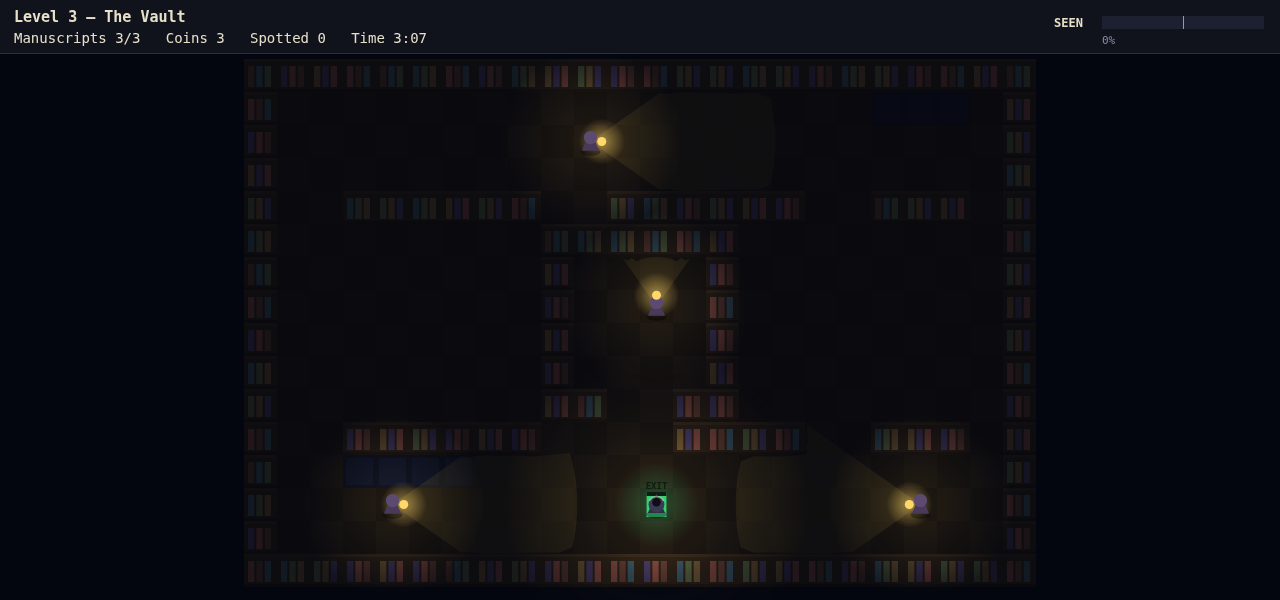 Level 3 — The Vault
Manuscripts 3/3 Coins 3 Spotted 0 Time 3:07
SEEN
0%
EXIT